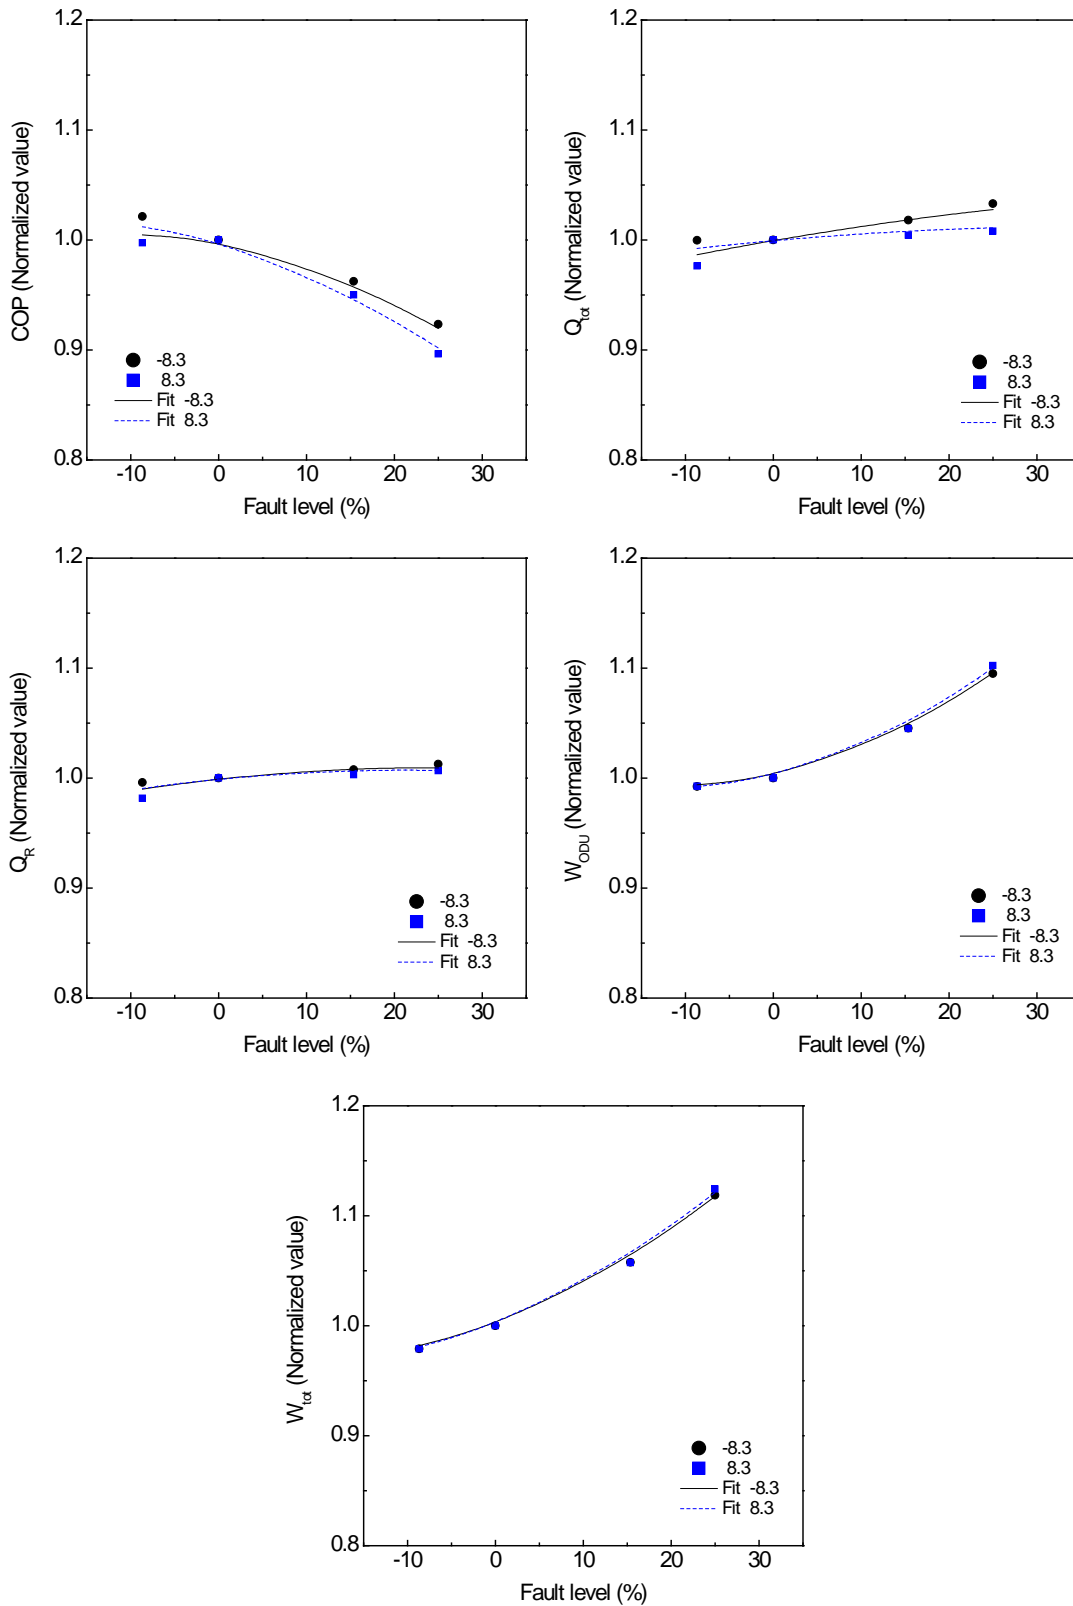 1.2
1.1
1.0
0.9
0.8
COP (Normalized value)
-8.3
8.3
Fit -8.3
Fit 8.3
-10 0 10 20 30
Fault level (%)
1.2
1.1
1.0
0.9
0.8
Qtot (Normalized value)
-8.3
8.3
Fit -8.3
Fit 8.3
-10 0 10 20 30
Fault level (%)
1.2
1.1
1.0
0.9
0.8
QR (Normalized value)
-8.3
8.3
Fit -8.3
Fit 8.3
-10 0 10 20 30
Fault level (%)
1.2
1.1
1.0
0.9
0.8
WODU (Normalized value)
-8.3
8.3
Fit -8.3
Fit 8.3
-10 0 10 20 30
Fault level (%)
1.2
1.1
1.0
0.9
0.8
Wtot (Normalized value)
-8.3
8.3
Fit -8.3
Fit 8.3
-10 0 10 20 30
Fault level (%)